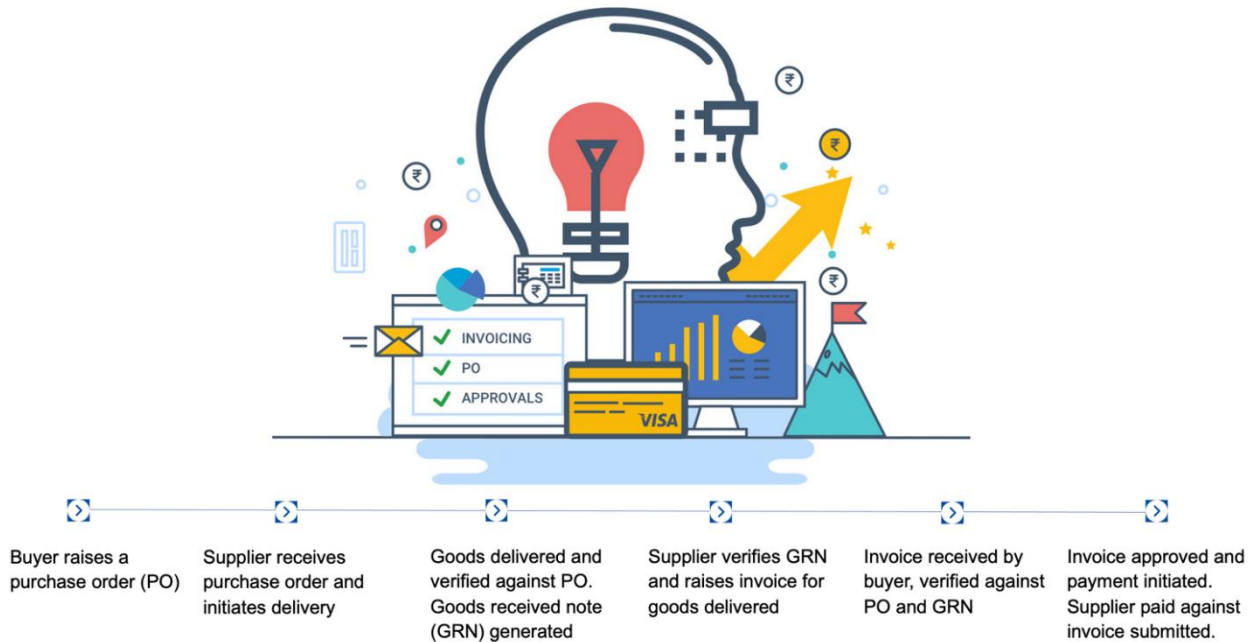 ₹
₹
₹
₹
₹
INVOICING
PO
APPROVALS
VISA
Buyer raises a
purchase order (PO)
Supplier receives
purchase order and
initiates delivery
Goods delivered and
verified against PO.
Goods received note
(GRN) generated
Supplier verifies GRN
and raises invoice for
goods delivered
Invoice received by
buyer, verified against
PO and GRN
Invoice approved and
payment initiated.
Supplier paid against
invoice submitted.